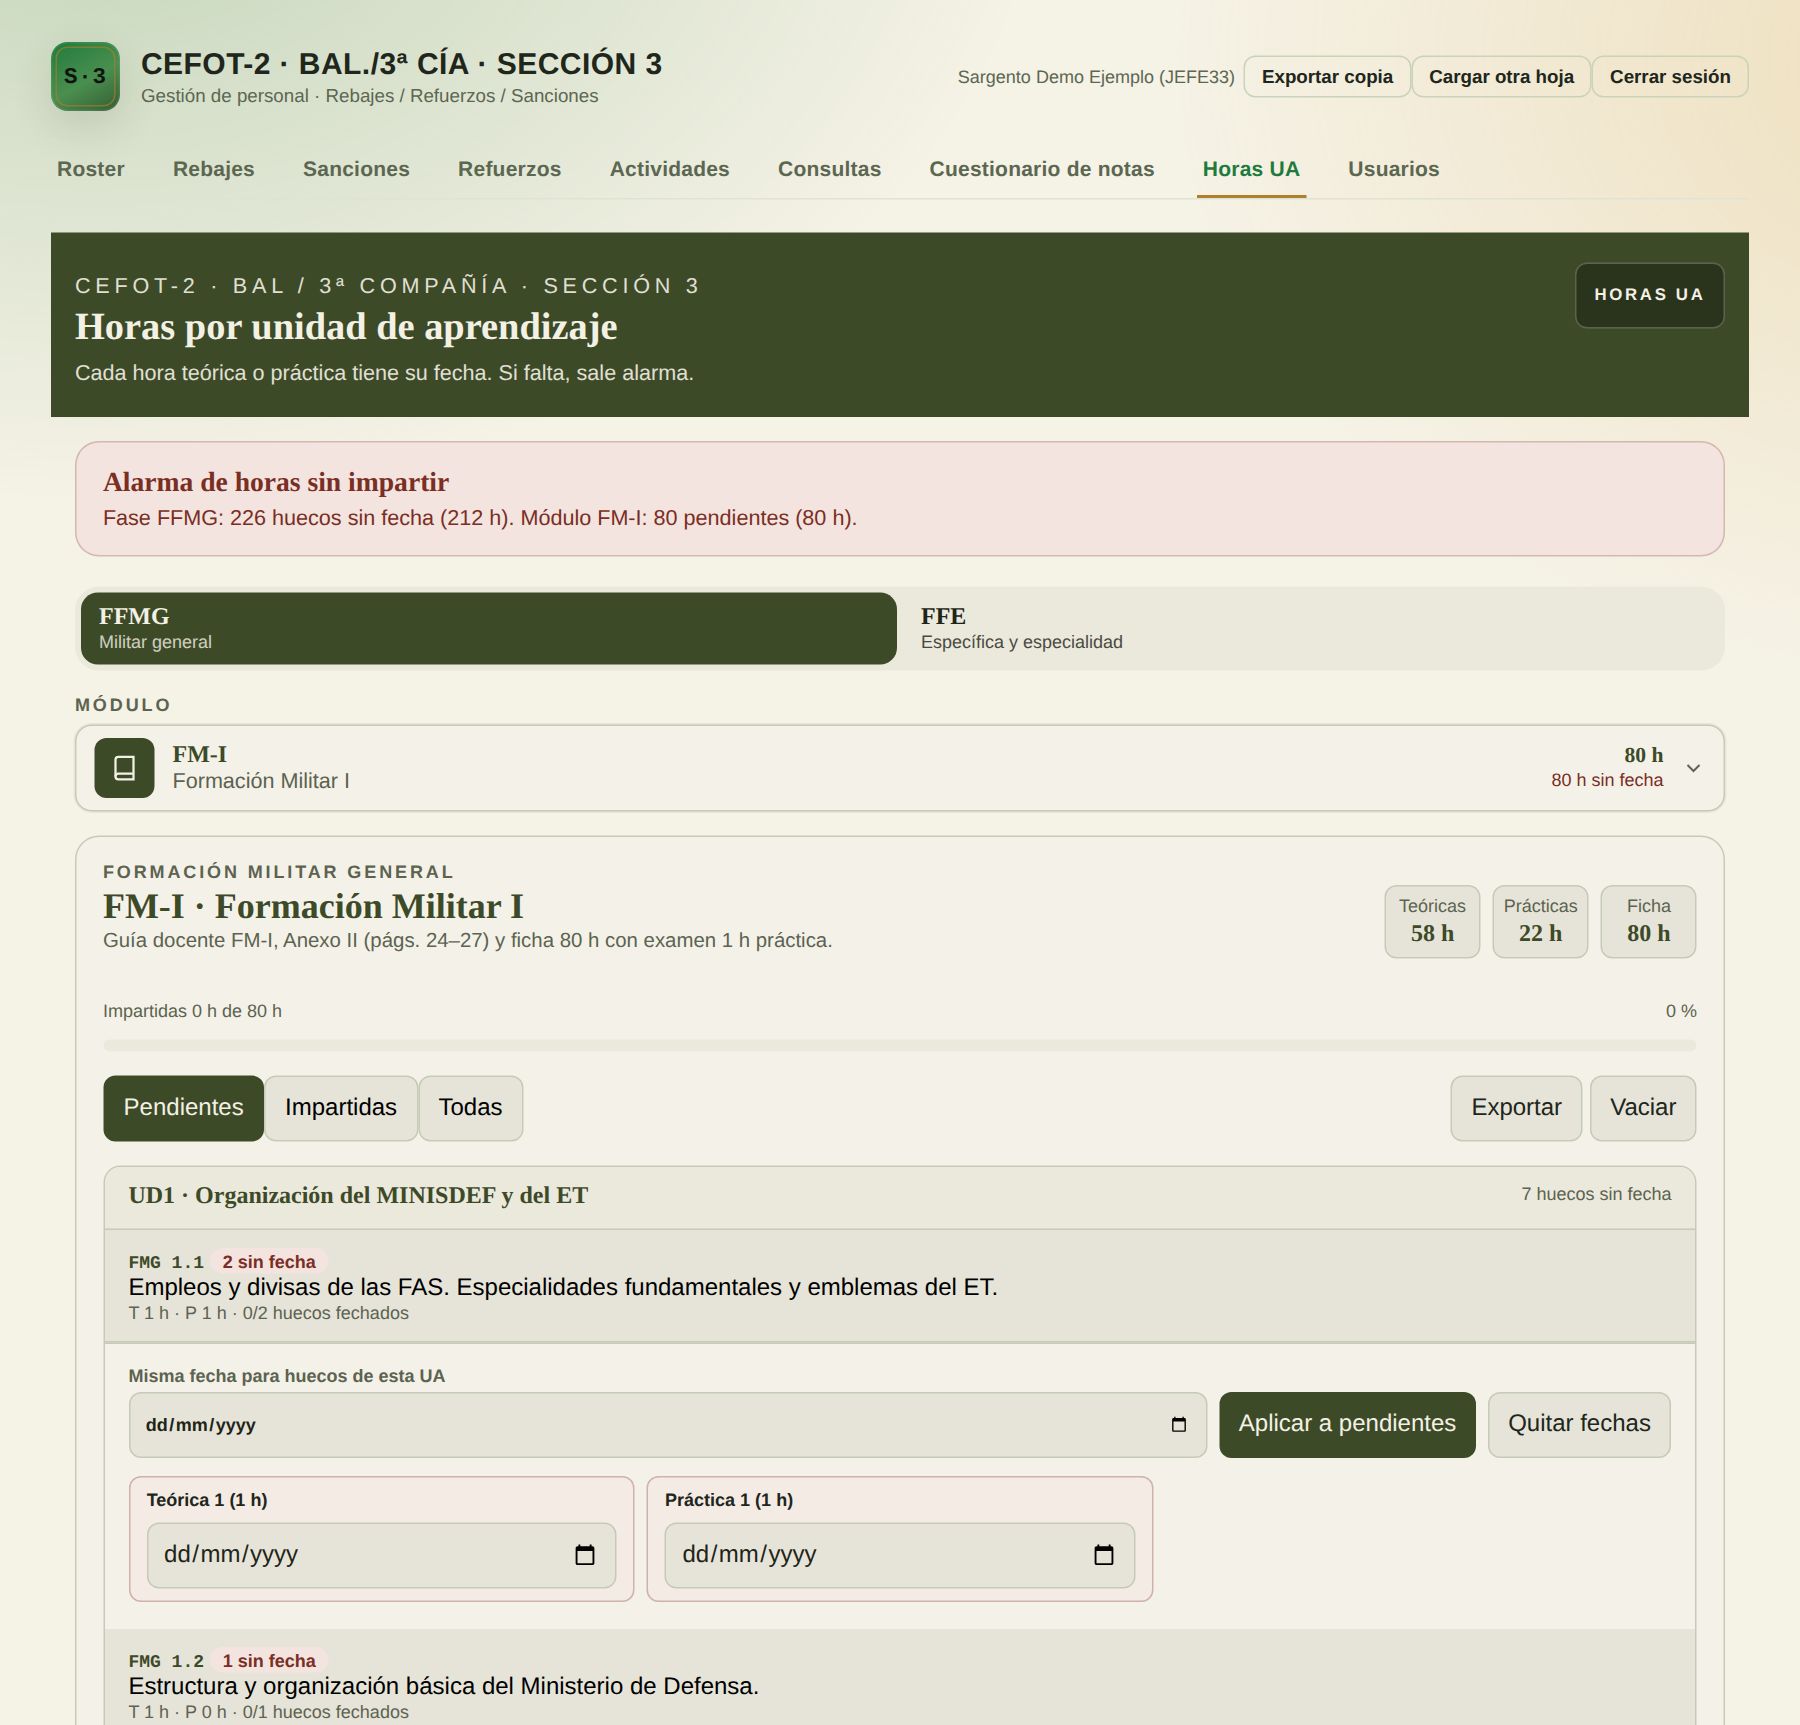 S·3
CEFOT-2 · BAL./3ª CÍA · SECCIÓN 3
Gestión de personal · Rebajes / Refuerzos / Sanciones
Sargento Demo Ejemplo (JEFE33)
Exportar copia
Cargar otra hoja
Cerrar sesión
Roster
Rebajes
Sanciones
Refuerzos
Actividades
Consultas
Cuestionario de notas
Horas UA
Usuarios
CEFOT-2 · BAL / 3ª COMPAÑÍA · SECCIÓN 3
Horas por unidad de aprendizaje
Cada hora teórica o práctica tiene su fecha. Si falta, sale alarma.
HORAS UA
Alarma de horas sin impartir
Fase FFMG: 226 huecos sin fecha (212 h). Módulo FM-I: 80 pendientes (80 h).
FFMG
Militar general
FFE
Específica y especialidad
MÓDULO
FM-I
Formación Militar I
80 h
80 h sin fecha
FORMACIÓN MILITAR GENERAL
FM-I · Formación Militar I
Guía docente FM-I, Anexo II (págs. 24–27) y ficha 80 h con examen 1 h práctica.
Teóricas
58 h
Prácticas
22 h
Ficha
80 h
Impartidas 0 h de 80 h
0 %
Pendientes
Impartidas
Todas
Exportar
Vaciar
UD1 · Organización del MINISDEF y del ET
7 huecos sin fecha
FMG 1.1 2 sin fecha
Empleos y divisas de las FAS. Especialidades fundamentales y emblemas del ET.
T 1 h · P 1 h · 0/2 huecos fechados
Misma fecha para huecos de esta UA
dd/mm/yyyy
Aplicar a pendientes
Quitar fechas
Teórica 1 (1 h)
dd/mm/yyyy
Práctica 1 (1 h)
dd/mm/yyyy
FMG 1.2 1 sin fecha
Estructura y organización básica del Ministerio de Defensa.
T 1 h · P 0 h · 0/1 huecos fechados